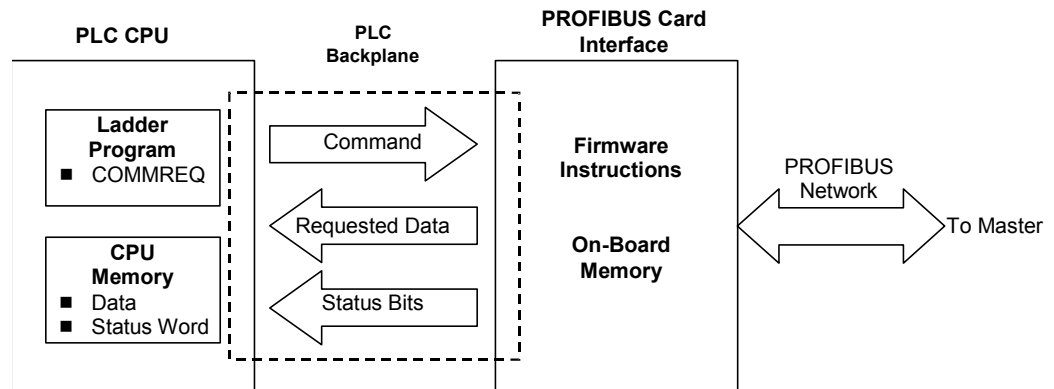 PLC CPU
PLC
Backplane
PROFIBUS Card
Interface
Ladder
Program
■ COMMREQ
CPU
Memory
■ Data
■ Status Word
Command
Requested Data
Status Bits
Firmware
Instructions
On-Board
Memory
PROFIBUS
Network
To Master